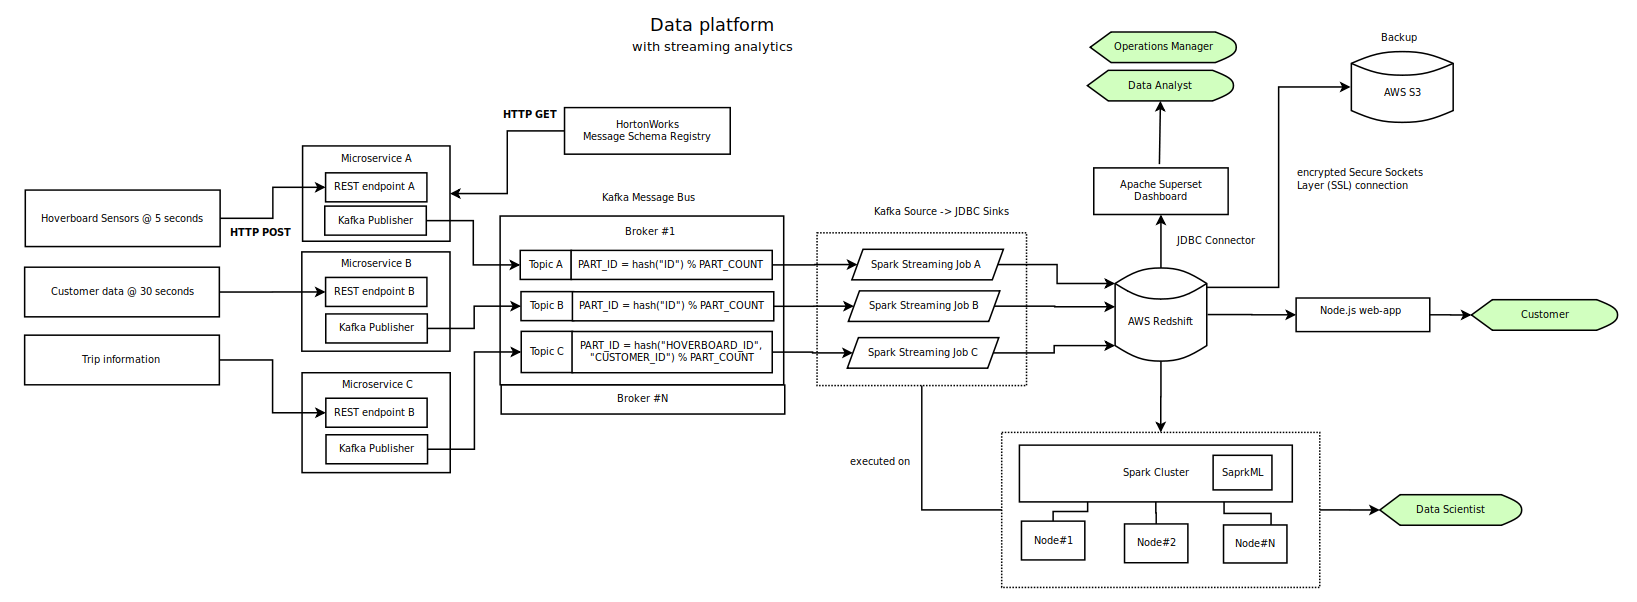 Data platform
with streaming analytics
Operations Manager
Data Analyst
Backup
AWS S3
HTTP GET
HortonWorks
Message Schema Registry
Microservice A
REST endpoint A
Kafka Publisher
Hoverboard Sensors @ 5 seconds
HTTP POST
Microservice B
REST endpoint B
Kafka Publisher
Customer data @ 30 seconds
Trip information
Microservice C
REST endpoint B
Kafka Publisher
Kafka Message Bus
Broker #1
Topic A
PART_ID = hash("ID") % PART_COUNT
Topic B
PART_ID = hash("ID") % PART_COUNT
Topic C
PART_ID = hash("HOVERBOARD_ID",
"CUSTOMER_ID") % PART_COUNT
Broker #N
Kafka Source -> JDBC Sinks
Spark Streaming Job A
Spark Streaming Job B
Spark Streaming Job C
Apache Superset
Dashboard
JDBC Connector
encrypted Secure Sockets
Layer (SSL) connection
AWS Redshift
Node.js web-app
Customer
executed on
Spark Cluster
SaprkML
Node#1
Node#2
Node#N
Data Scientist